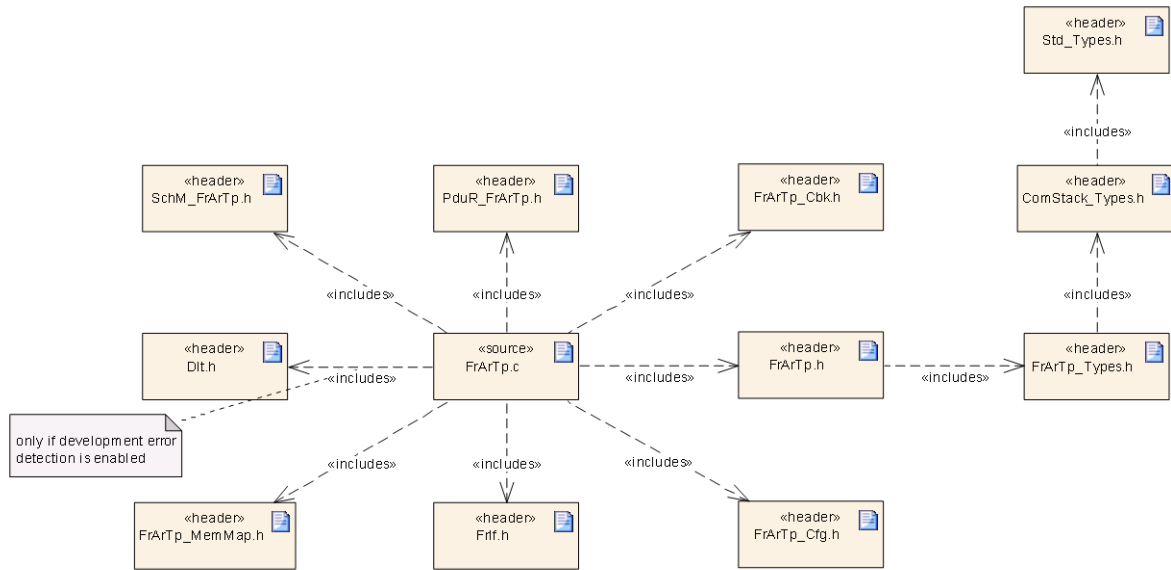 «header»
Std_Types.h
«includes»
«header»
SchM_FrArTp.h
«header»
PduR_FrArTp.h
«header»
FrArTp_Cbk.h
«header»
ComStack_Types.h
«includes»
«includes»
«includes»
«includes»
«header»
Dlt.h
«includes»
«source»
FrArTp.c
«includes»
«header»
FrArTp.h
«includes»
«header»
FrArTp_Types.h
only if development error
detection is enabled
«includes»
«includes»
«includes»
«header»
FrArTp_MemMap.h
«header»
FrIf.h
«header»
FrArTp_Cfg.h